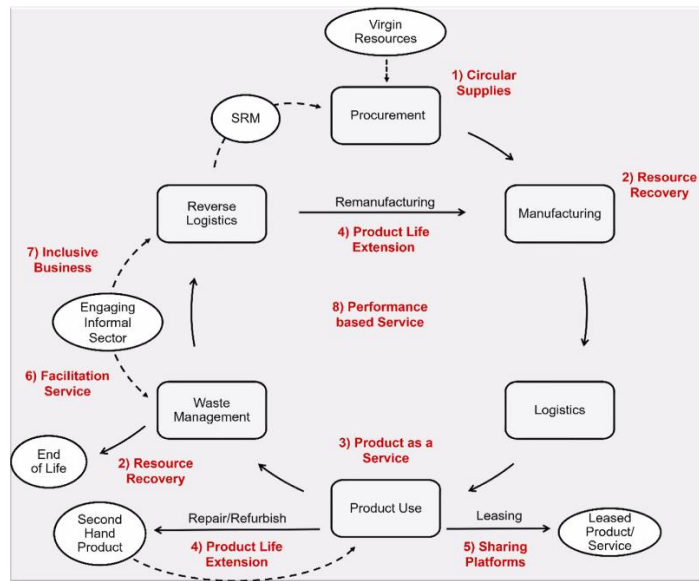 Virgin
Resources
1) Circular
Supplies
SRM
Procurement
2) Resource
Recovery
Reverse
Logistics
Remanufacturing
Manufacturing
4) Product Life
Extension
7) Inclusive
Business
8) Performance
based Service
Engaging
Informal
Sector
6) Facilitation
Service
Waste
Management
Logistics
3) Product as a
Service
End
of Life
2) Resource
Recovery
Product Use
Second
Hand
Product
Repair/Refurbish
4) Product Life
Extension
Leasing
5) Sharing
Platforms
Leased
Product/
Service